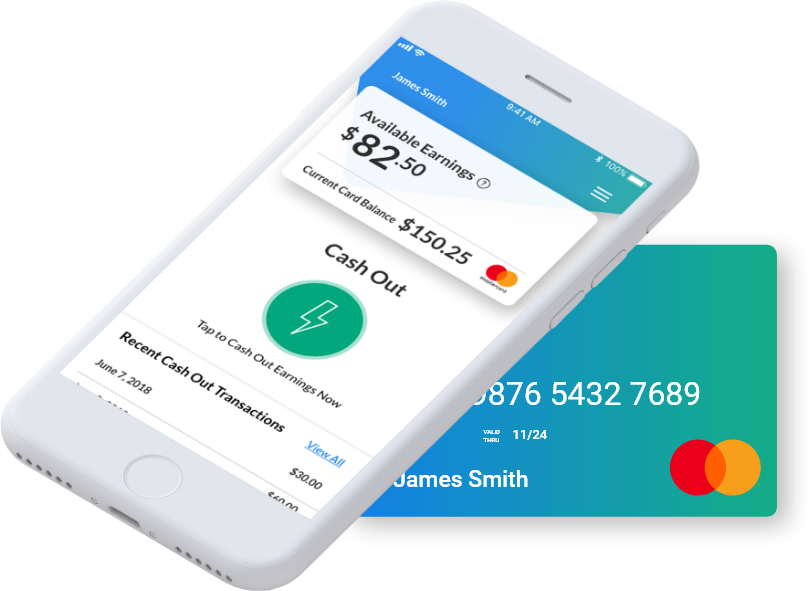 9:41 AM
100%
James Smith
Available Earnings ?
$82.50
Current Card Balance $150.25
mastercard
Cash Out
Tap to Cash Out Earnings Now
Recent Cash Out Transactions
View All
June 7, 2018
$30.00
$60.00
9876 5432 7689
VALID
THRU
11/24
James Smith